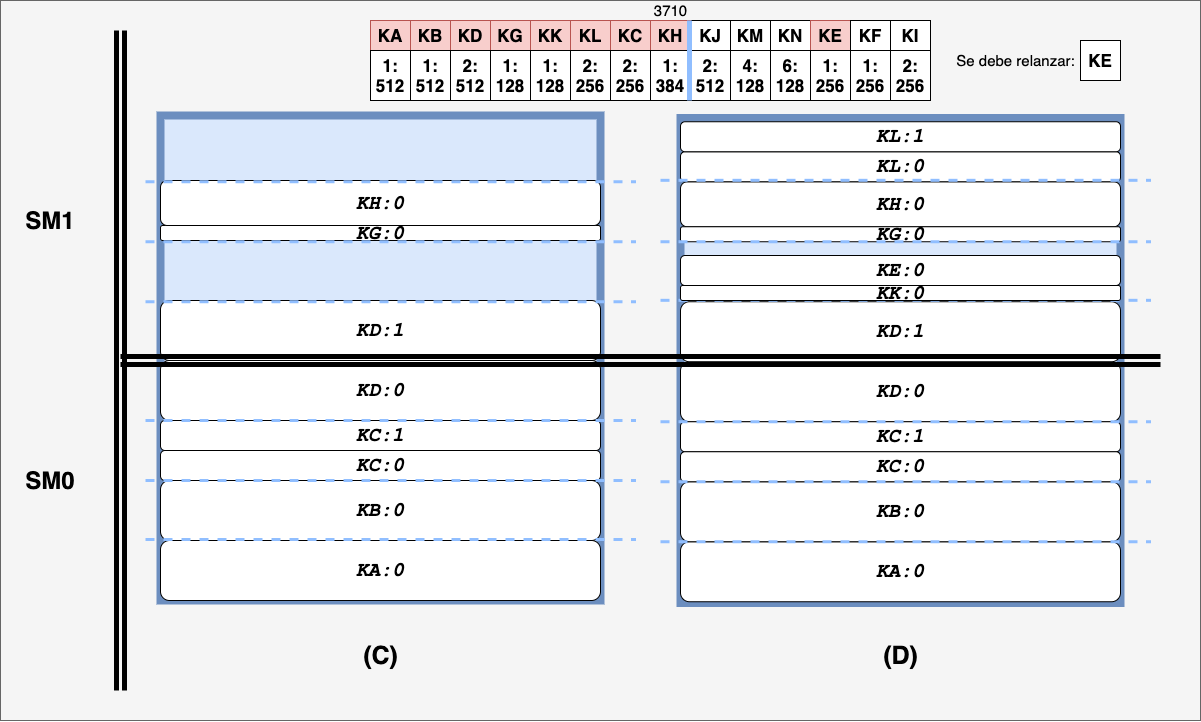 3710
KA KB KD KG KK KL KC KH KJ KM KN KE KF KI
1: 1: 2: 1: 1: 2: 2: 1: 2: 4: 6: 1: 1: 2:
512 512 512 128 128 256 256 384 512 128 128 256 256 256
Se debe relanzar: KE
SM1
KH:0
KG:0
KD:1
KL:1
KL:0
KH:0
KG:0
KE:0
KK:0
KD:1
SM0
KD:0
KC:1
KC:0
KB:0
KA:0
KD:0
KC:1
KC:0
KB:0
KA:0
(C)
(D)